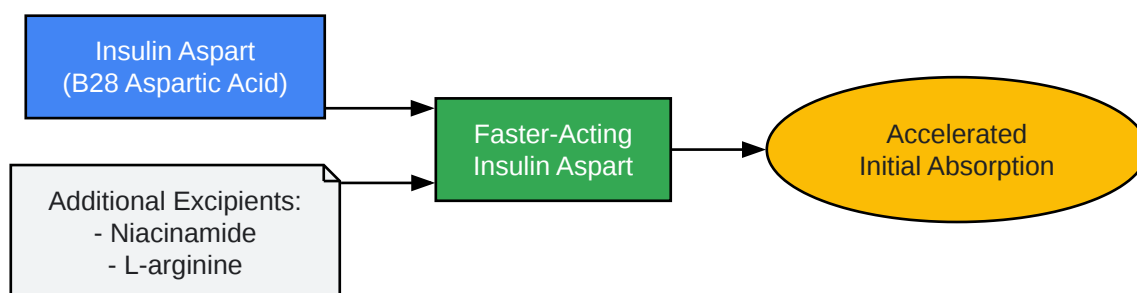 Insulin Aspart
(B28 Aspartic Acid)
Additional Excipients:
- Niacinamide
- L-arginine
Faster-Acting
Insulin Aspart
Accelerated
Initial Absorption